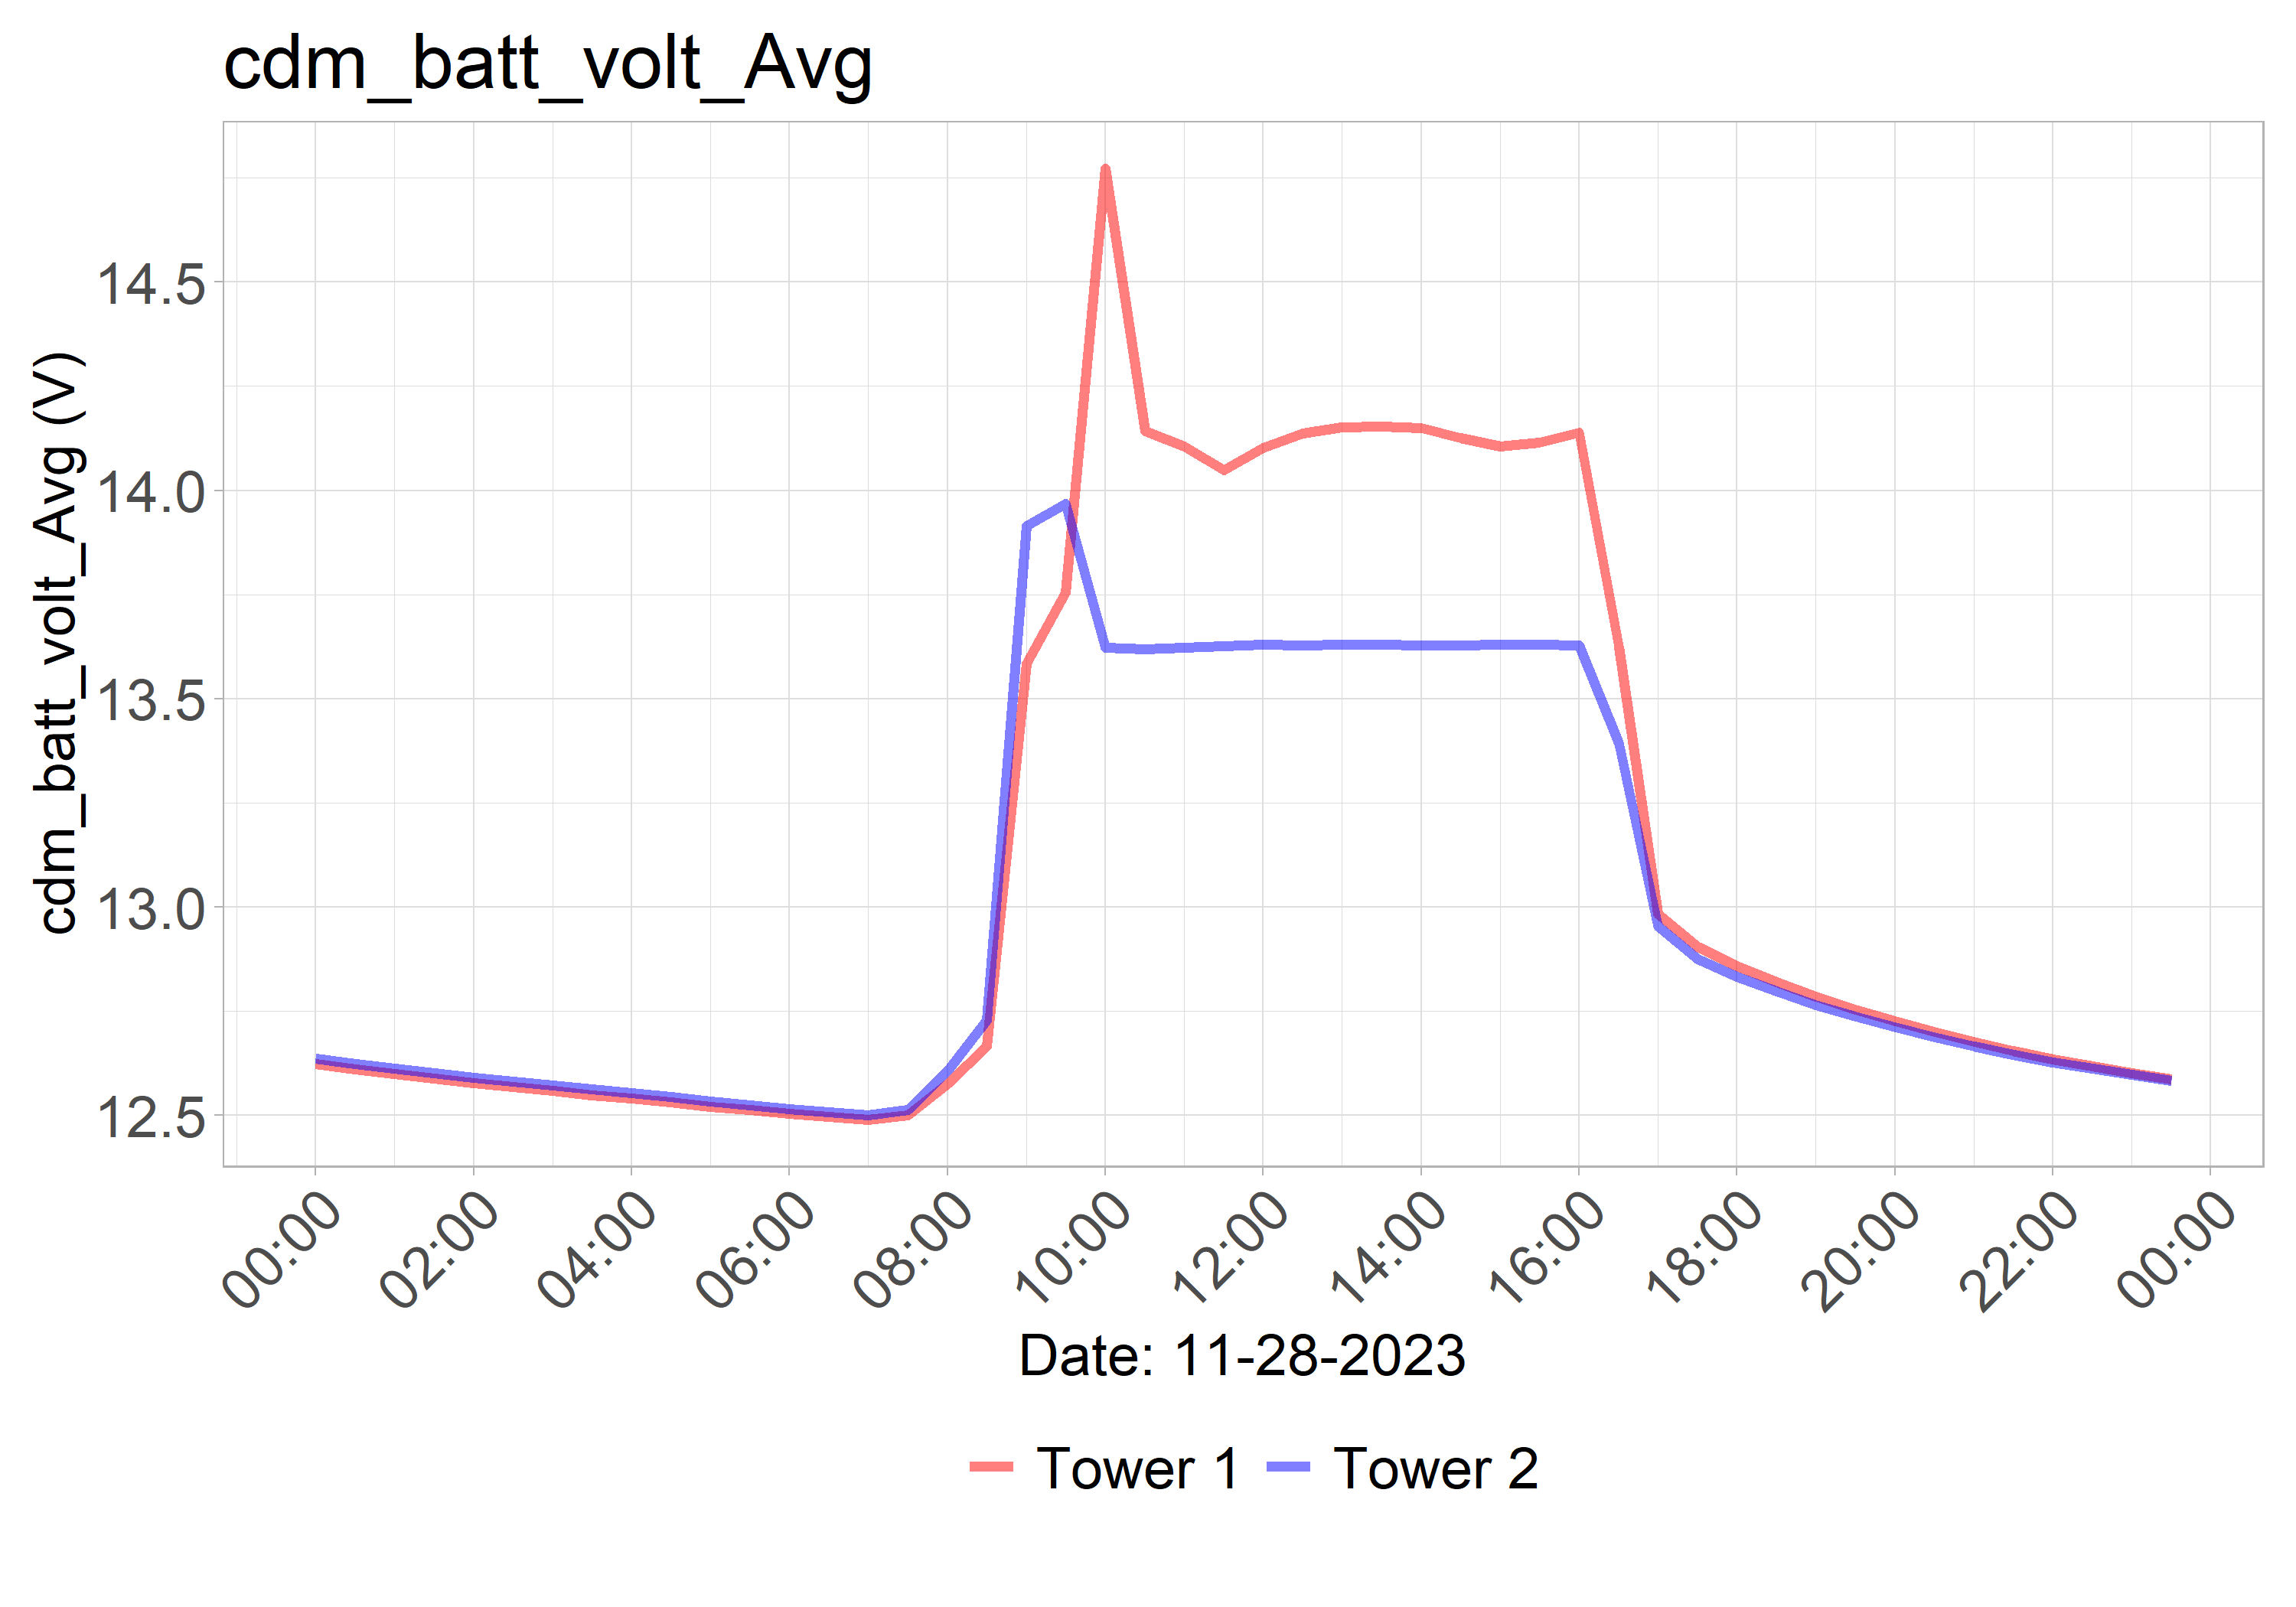 cdm_batt_volt_Avg
cdm_batt_volt_Avg (V)
14.5
14.0
13.5
13.0
12.5
00:00 02:00 04:00 06:00 08:00 10:00 12:00 14:00 16:00 18:00 20:00 22:00 00:00
Date: 11-28-2023
Tower 1 Tower 2